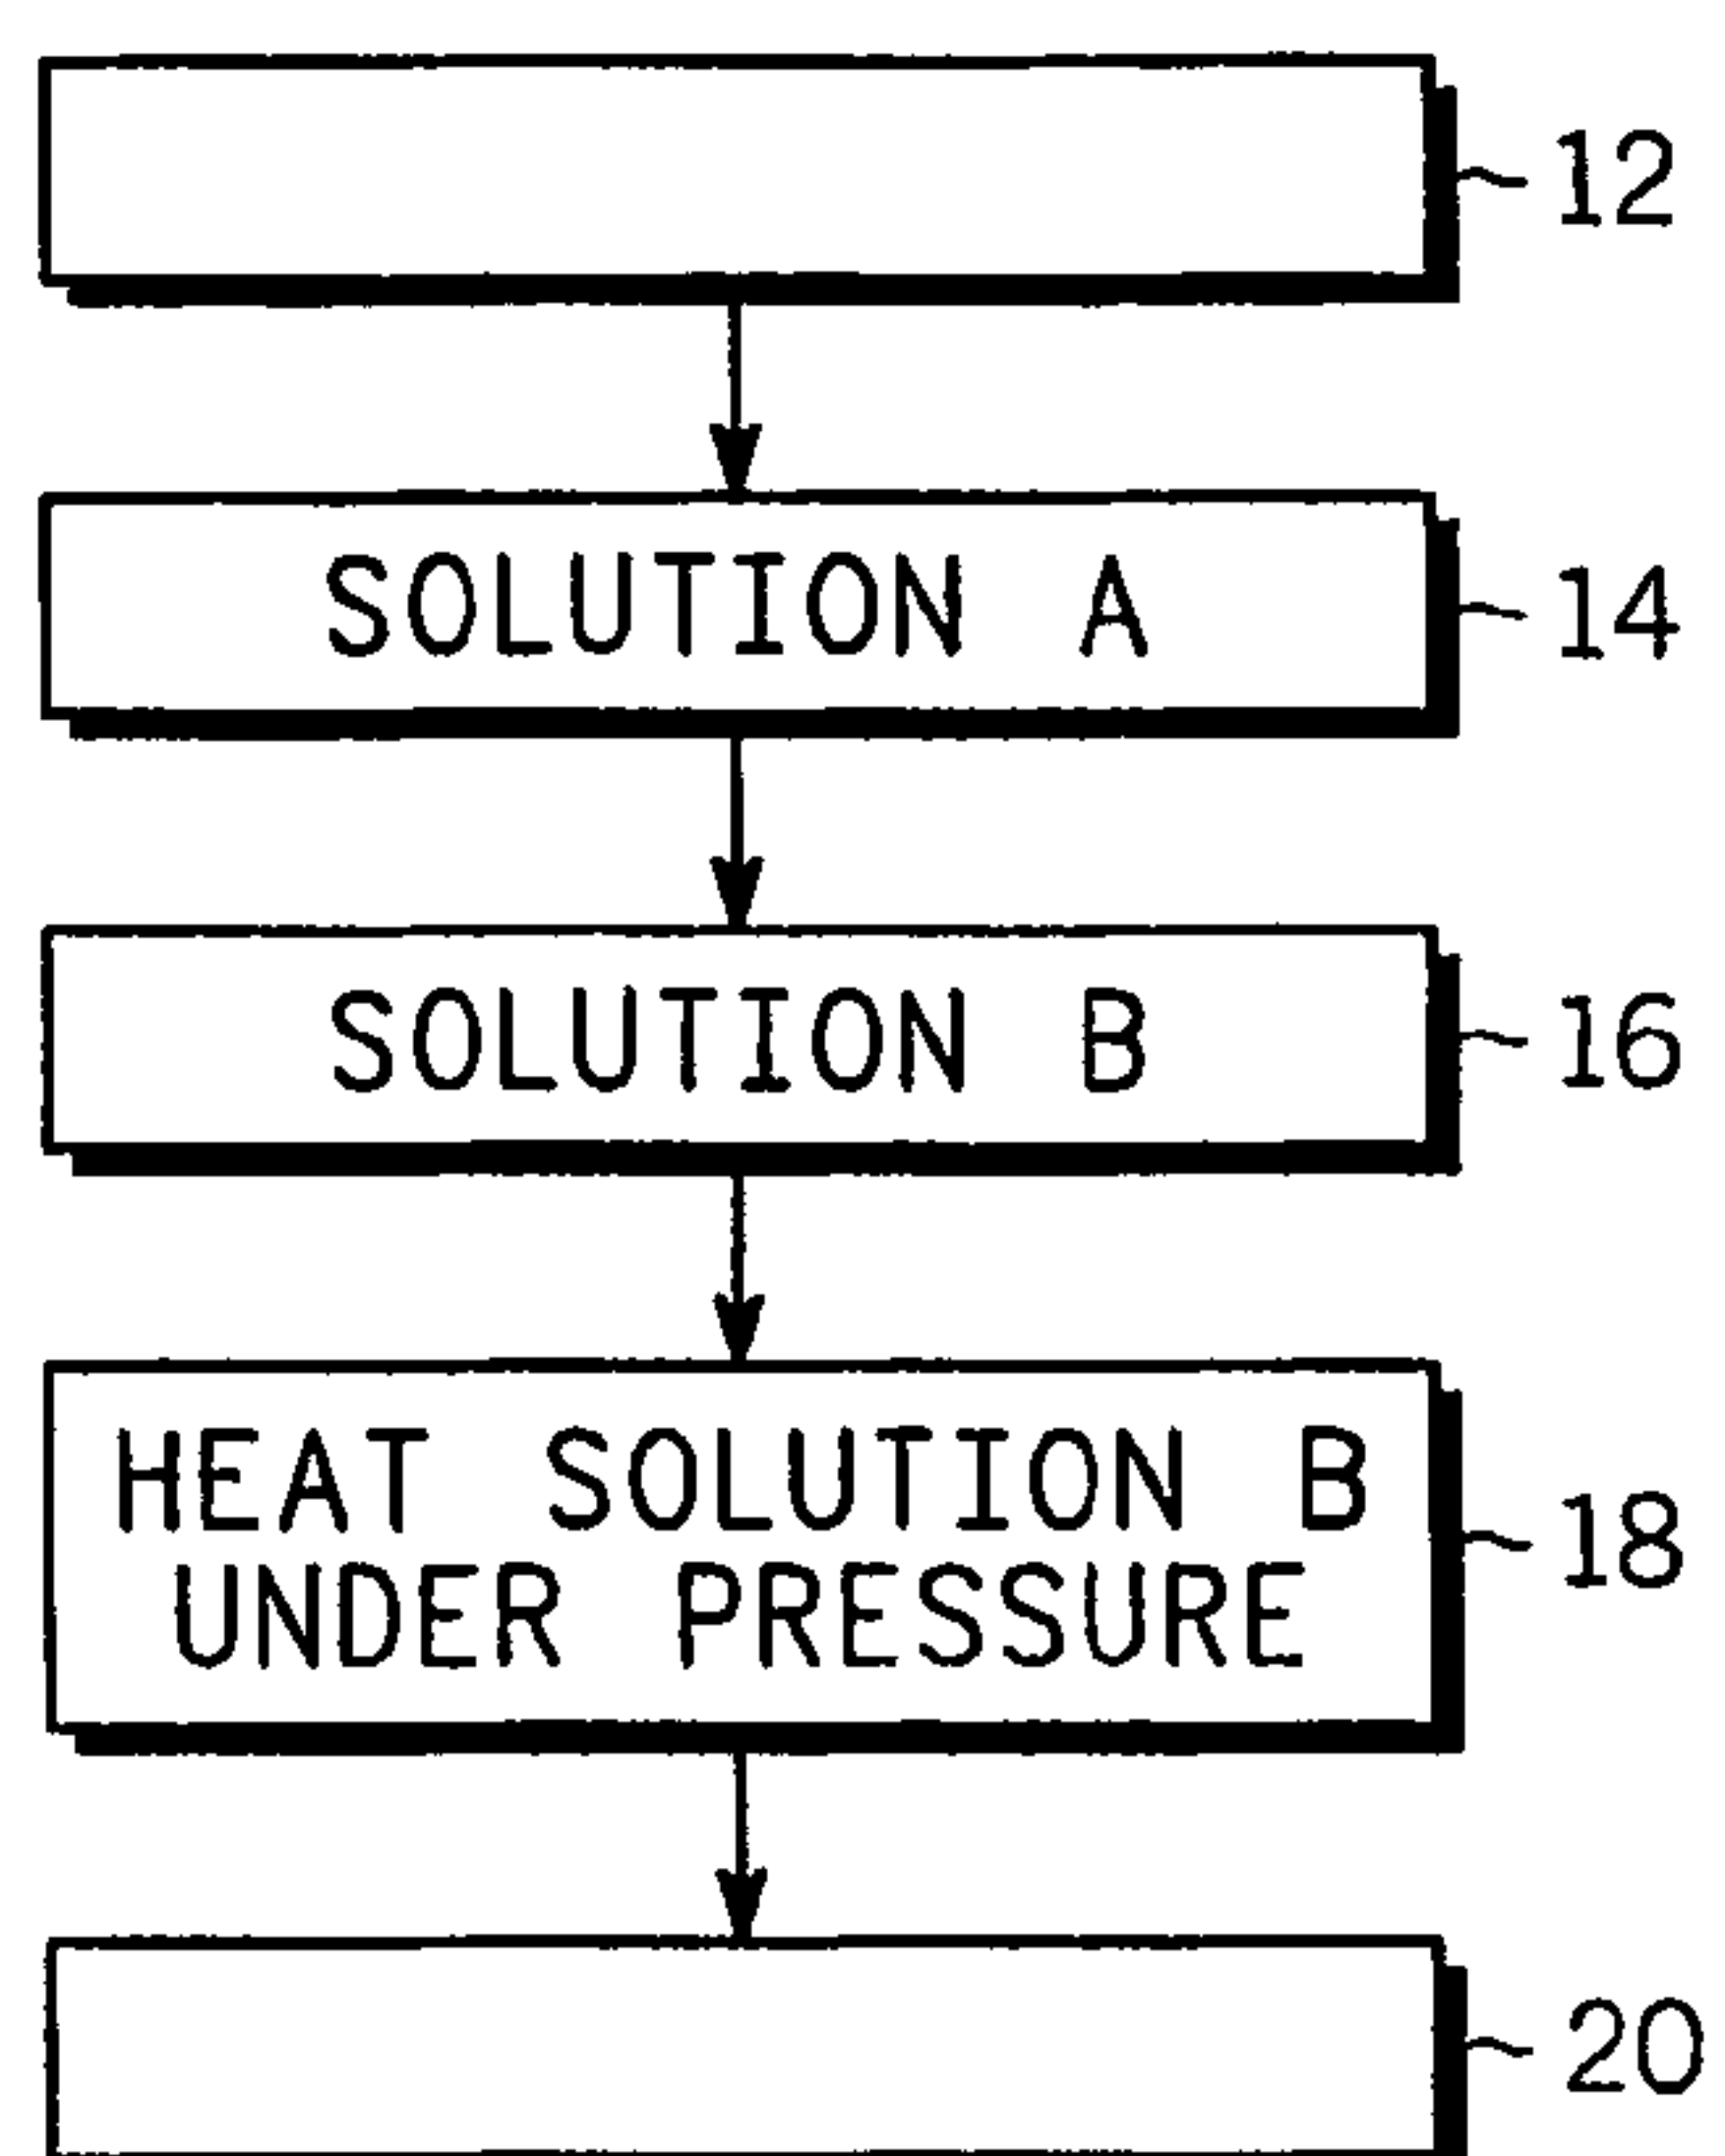 12
SOLUTION A
14
SOLUTION B
16
HEAT SOLUTION B
UNDER PRESSURE
18
20